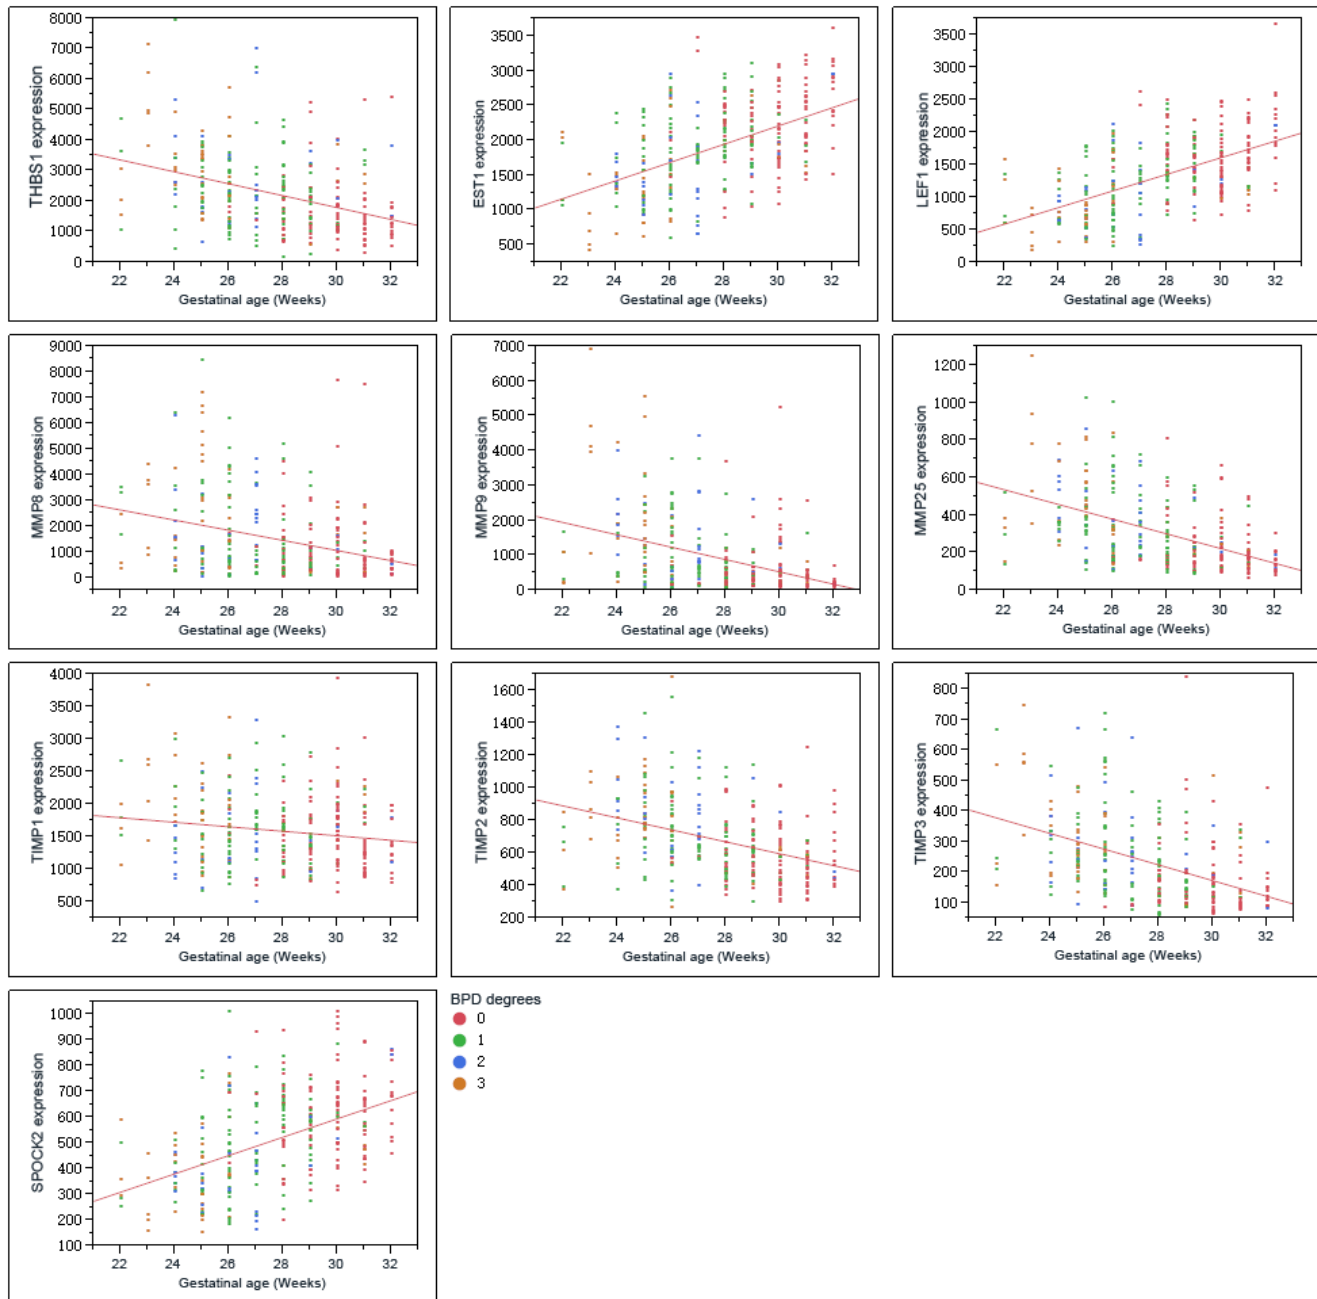 THBS1 expression
8000
7000
6000
5000
4000
3000
2000
1000
0
22 24 26 28 30 32
Gestatinal age (Weeks)
EST1 expression
3500
3000
2500
2000
1500
1000
500
22 24 26 28 30 32
Gestatinal age (Weeks)
LEF1 expression
3500
3000
2500
2000
1500
1000
500
0
22 24 26 28 30 32
Gestatinal age (Weeks)
MMP8 expression
9000
8000
7000
6000
5000
4000
3000
2000
1000
0
22 24 26 28 30 32
Gestatinal age (Weeks)
MMP9 expression
7000
6000
5000
4000
3000
2000
1000
0
22 24 26 28 30 32
Gestatinal age (Weeks)
MMP25 expression
1200
1000
800
600
400
200
0
22 24 26 28 30 32
Gestatinal age (Weeks)
TIMP1 expression
4000
3500
3000
2500
2000
1500
1000
500
22 24 26 28 30 32
Gestatinal age (Weeks)
TIMP2 expression
1600
1400
1200
1000
800
600
400
200
22 24 26 28 30 32
Gestatinal age (Weeks)
TIMP3 expression
800
700
600
500
400
300
200
100
22 24 26 28 30 32
Gestatinal age (Weeks)
SPOCK2 expression
1000
900
800
700
600
500
400
300
200
100
22 24 26 28 30 32
Gestatinal age (Weeks)
BPD degrees
0
1
2
3